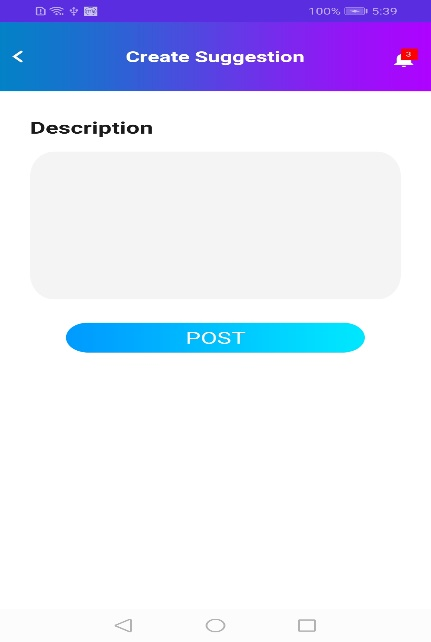 100% 5:39
Create Suggestion
3
Description
POST